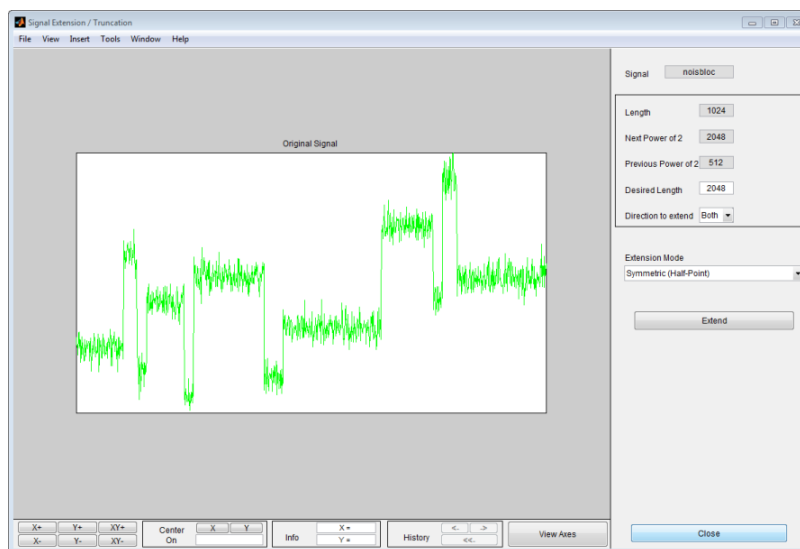 Signal Extension / Truncation
File View Insert Tools Window Help
Original Signal
Signal noisbloc
Length 1024
Next Power of 2 2048
Previous Power of 2 512
Desired Length 2048
Direction to extend Both
Extension Mode
Symmetric (Half-Point)
Extend
X+ Y+ XY+
X- Y- XY-
Center On X Y
Info X = Y =
History <- -> <<-
View Axes
Close